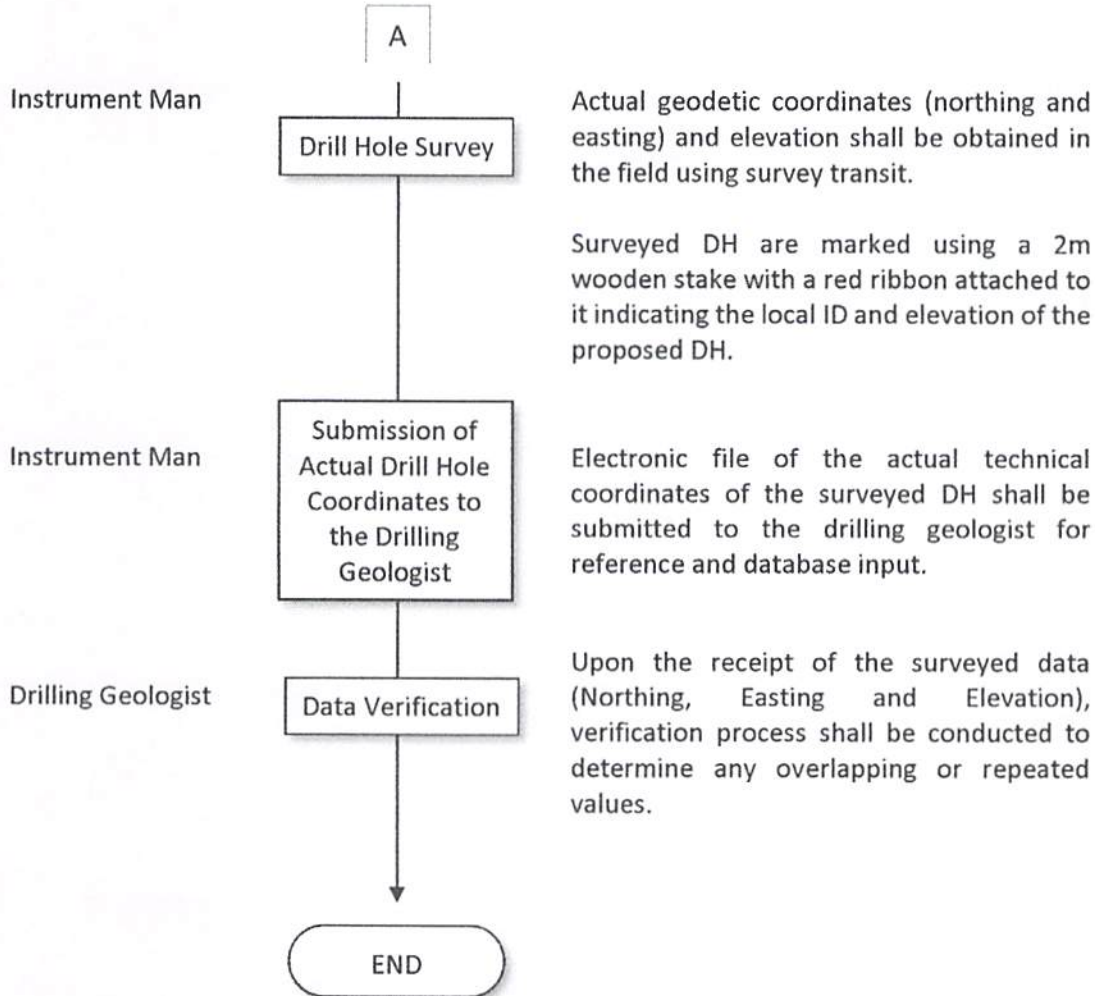 A
Instrument Man
Drill Hole Survey
Actual geodetic coordinates (northing and
easting) and elevation shall be obtained in
the field using survey transit.
Surveyed DH are marked using a 2m
wooden stake with a red ribbon attached to
it indicating the local ID and elevation of the
proposed DH.
Instrument Man
Submission of
Actual Drill Hole
Coordinates to
the Drilling
Geologist
Electronic file of the actual technical
coordinates of the surveyed DH shall be
submitted to the drilling geologist for
reference and database input.
Drilling Geologist
Data Verification
Upon the receipt of the surveyed data
(Northing, Easting and Elevation),
verification process shall be conducted to
determine any overlapping or repeated
values.
END